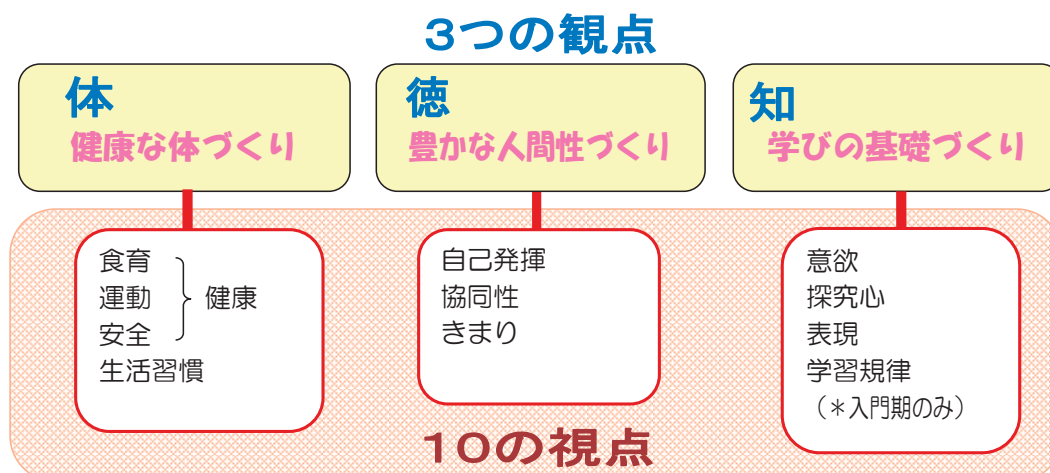 3つの観点
体
健康な体づくり
徳
豊かな人間性づくり
知
学びの基礎づくり
食育
運動
安全
健康
生活習慣
自己発揮
協同性
きまり
意欲
探究心
表現
学習規律
（＊入門期のみ）
10の視点